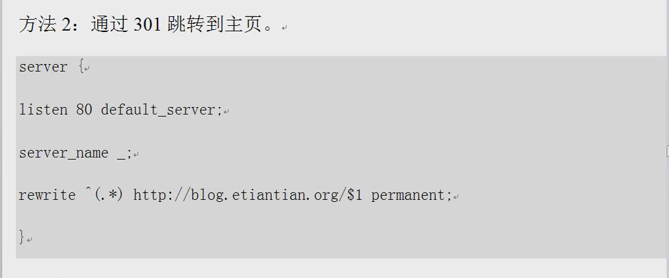 方法 2：通过 301 跳转到主页。
server {
listen 80 default_server;
server_name _;
rewrite ^(.*) http://blog.etiantian.org/$1 permanent;
}